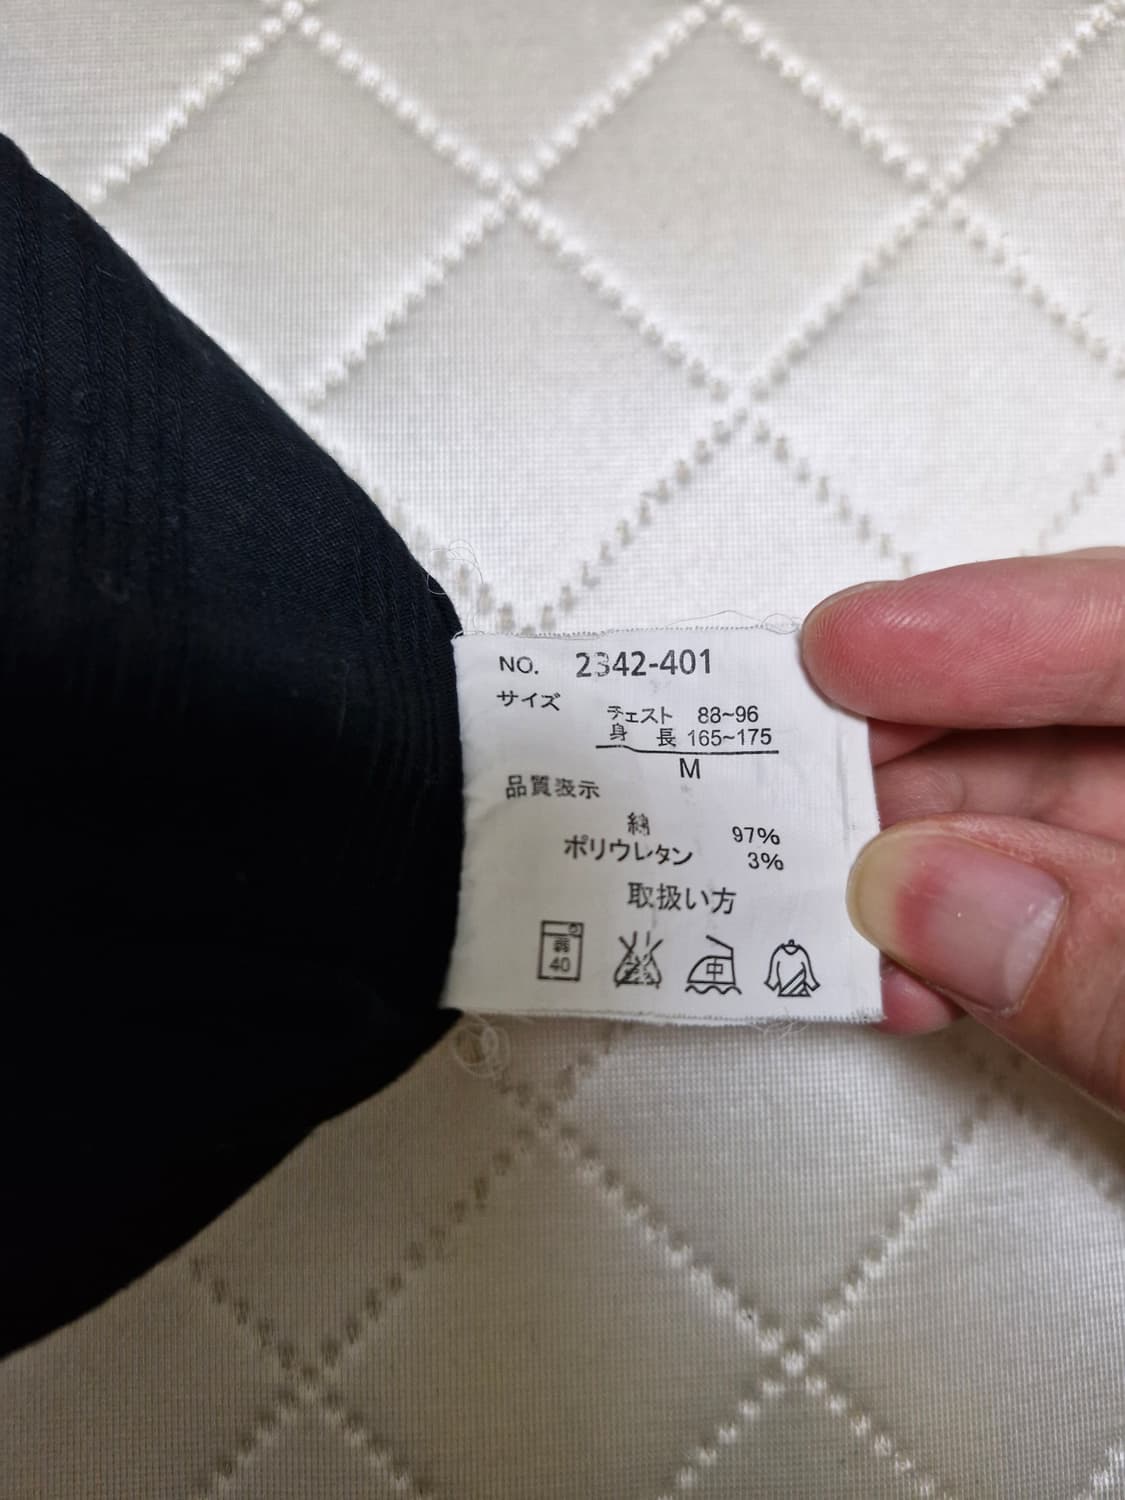 NO. 2342-401
サイズ
チェスト 88~96
身長 165~175
M
品質表示
綿 97%
ポリウレタン 3%
取扱い方
弱
40
中